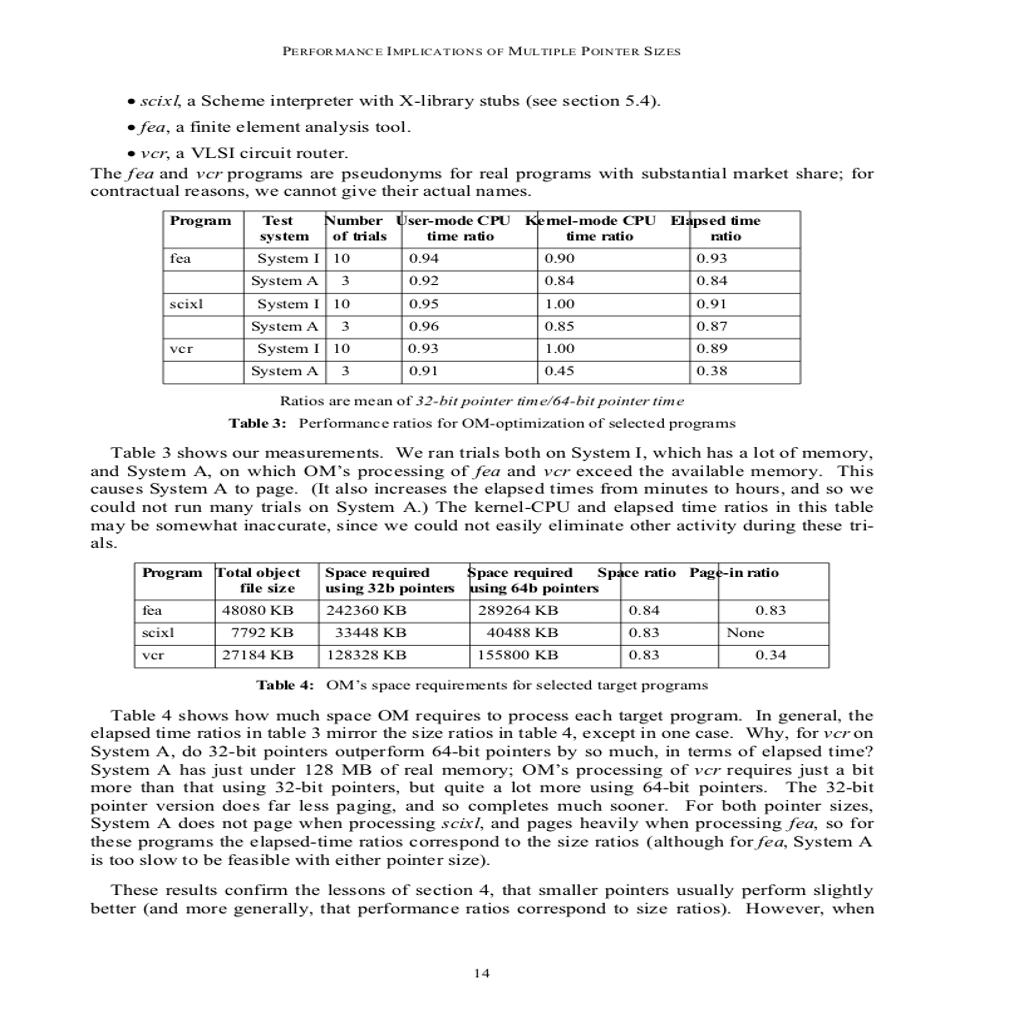 PERFORMANCE IMPLICATIONS OF MULTIPLE POINTER SIZES
• scixl, a Scheme interpreter with X-library stubs (see section 5.4).
• fea, a finite element analysis tool.
• vcr, a VLSI circuit router.
The fea and vcr programs are pseudonyms for real programs with substantial market share; for
contractual reasons, we cannot give their actual names.
Program Test Number User-mode CPU Kernel-mode CPU Elapsed time
system of trials time ratio time ratio ratio
fea System I 10 0.94 0.90 0.93
System A 3 0.92 0.84 0.84
scixl System I 10 0.95 1.00 0.91
System A 3 0.96 0.85 0.87
vcr System I 10 0.93 1.00 0.89
System A 3 0.91 0.45 0.38
Ratios are mean of 32-bit pointer time/64-bit pointer time
Table 3: Performance ratios for OM-optimization of selected programs
Table 3 shows our measurements. We ran trials both on System I, which has a lot of memory,
and System A, on which OM's processing of fea and vcr exceed the available memory. This
causes System A to page. (It also increases the elapsed times from minutes to hours, and so we
could not run many trials on System A.) The kernel-CPU and elapsed time ratios in this table
may be somewhat inaccurate, since we could not easily eliminate other activity during these tri-
als.
Program Total object Space required Space required Space ratio Page-in ratio
file size using 32b pointers using 64b pointers
fea 48080 KB 242360 KB 289264 KB 0.84 0.83
scixl 7792 KB 33448 KB 40488 KB 0.83 None
vcr 27184 KB 128328 KB 155800 KB 0.83 0.34
Table 4: OM's space requirements for selected target programs
Table 4 shows how much space OM requires to process each target program. In general, the
elapsed time ratios in table 3 mirror the size ratios in table 4, except in one case. Why, for vcr on
System A, do 32-bit pointers outperform 64-bit pointers by so much, in terms of elapsed time?
System A has just under 128 MB of real memory; OM's processing of vcr requires just a bit
more than that using 32-bit pointers, but quite a lot more using 64-bit pointers. The 32-bit
pointer version does far less paging, and so completes much sooner. For both pointer sizes,
System A does not page when processing scixl, and pages heavily when processing fea, so for
these programs the elapsed-time ratios correspond to the size ratios (although for fea, System A
is too slow to be feasible with either pointer size).
These results confirm the lessons of section 4, that smaller pointers usually perform slightly
better (and more generally, that performance ratios correspond to size ratios). However, when
14